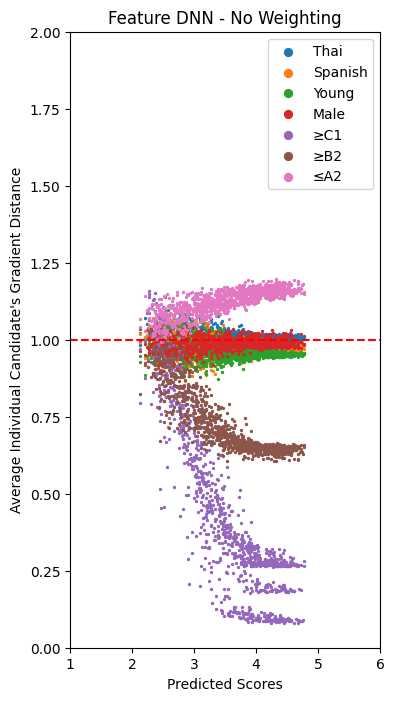 Feature DNN - No Weighting
2.00
1.75
1.50
1.25
1.00
0.75
0.50
0.25
0.00
Average Individual Candidate's Gradient Distance
Thai
Spanish
Young
Male
≥C1
≥B2
≤A2
1 2 3 4 5 6
Predicted Scores